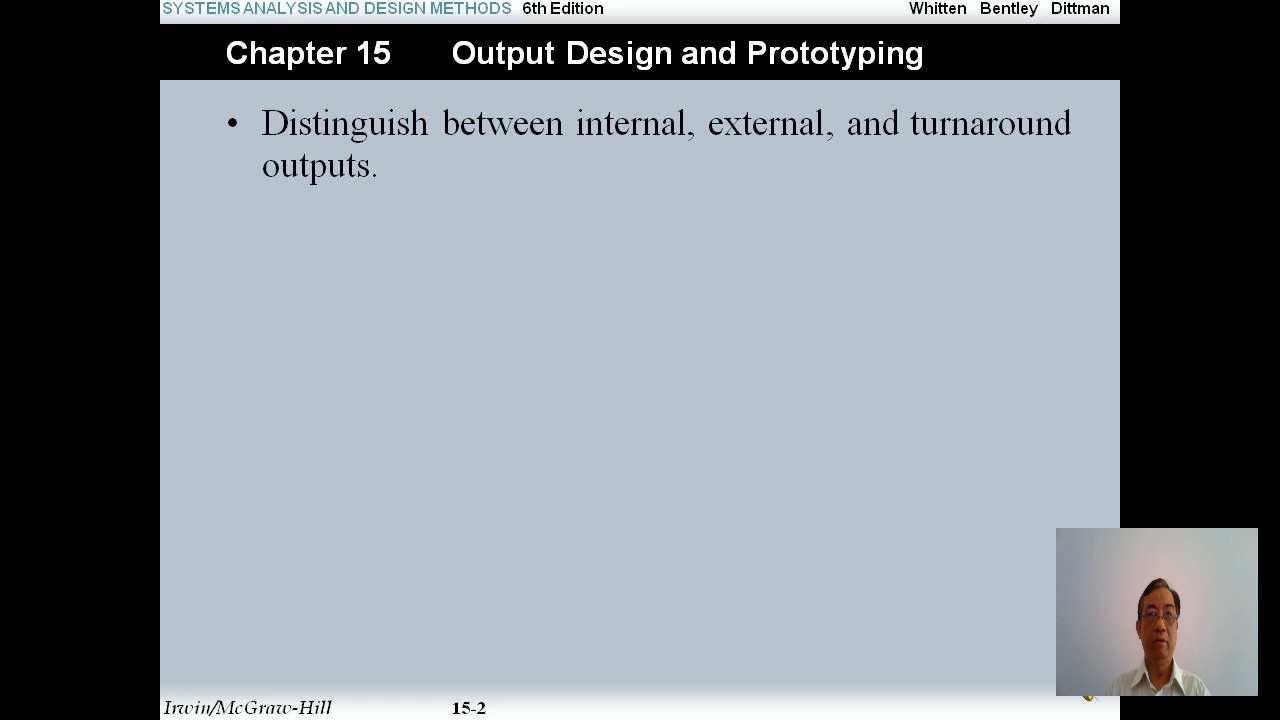 SYSTEMS ANALYSIS AND DESIGN METHODS 6th Edition Whitten Bentley Dittman
Chapter 15 Output Design and Prototyping
• Distinguish between internal, external, and turnaround
outputs.
Irwin/McGraw-Hill 15-2